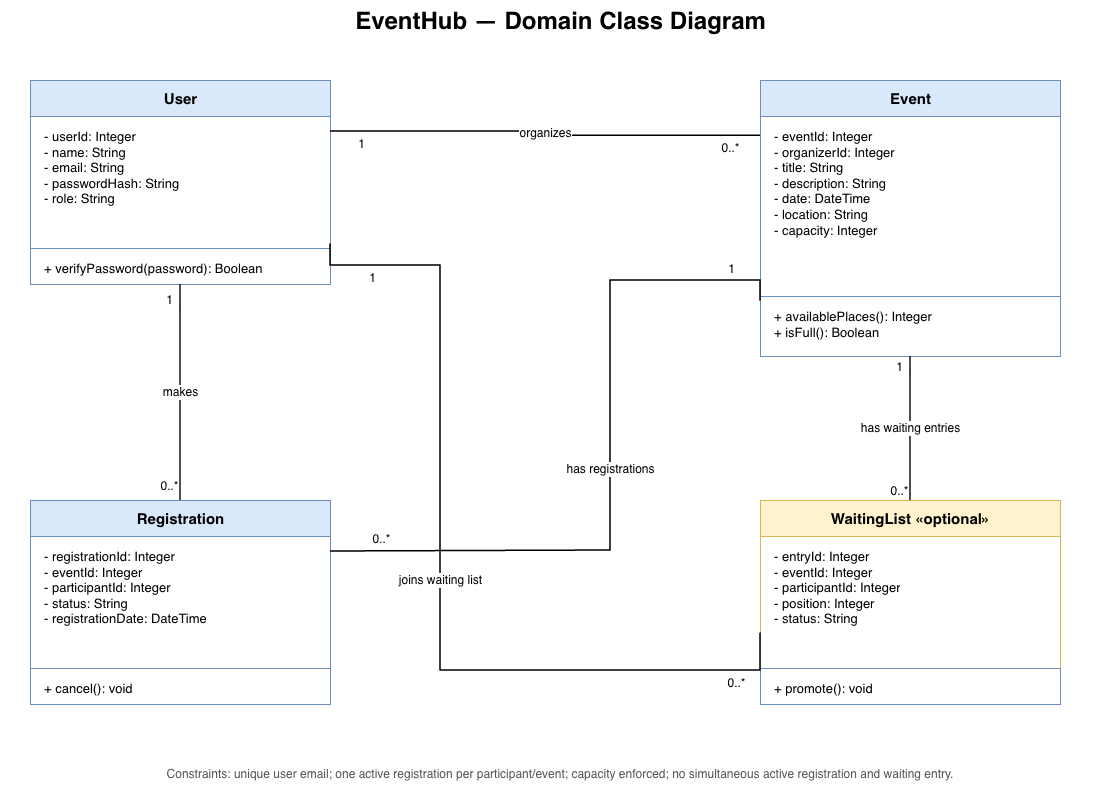 EventHub — Domain Class Diagram
User
- userId: Integer
- name: String
- email: String
- passwordHash: String
- role: String
+ verifyPassword(password): Boolean
1
organizes
0..*
Event
- eventId: Integer
- organizerId: Integer
- title: String
- description: String
- date: DateTime
- location: String
- capacity: Integer
+ availablePlaces(): Integer
+ isFull(): Boolean
1
1
1
makes
0..*
1
has waiting entries
0..*
has registrations
0..*
joins waiting list
0..*
Registration
- registrationId: Integer
- eventId: Integer
- participantId: Integer
- status: String
- registrationDate: DateTime
+ cancel(): void
WaitingList «optional»
- entryId: Integer
- eventId: Integer
- participantId: Integer
- position: Integer
- status: String
+ promote(): void
Constraints: unique user email; one active registration per participant/event; capacity enforced; no simultaneous active registration and waiting entry.